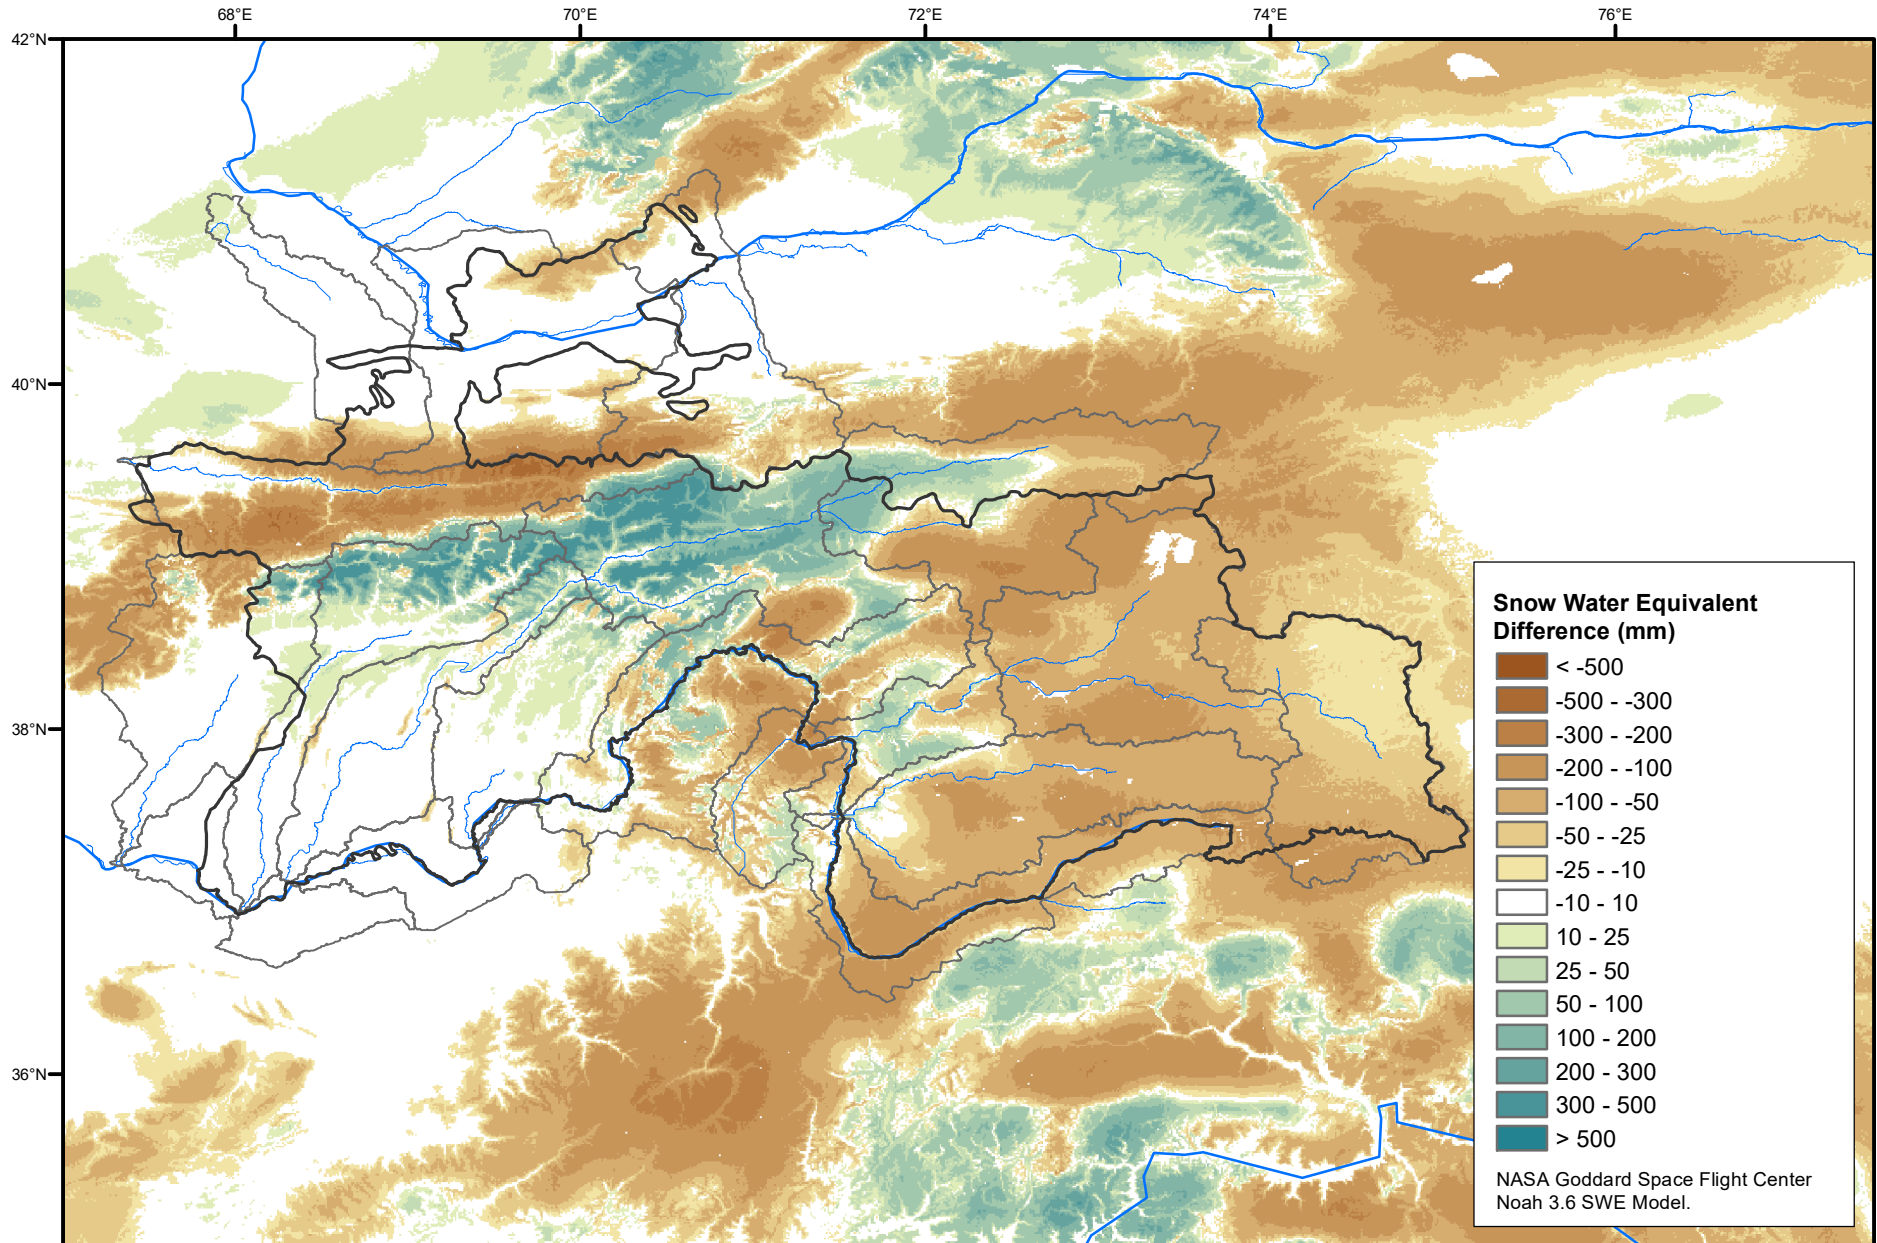 68°E
70°E
72°E
74°E
76°E
42°N
40°N
38°N
36°N
Snow Water Equivalent
Difference (mm)
< -500
-500 - -300
-300 - -200
-200 - -100
-100 - -50
-50 - -25
-25 - -10
-10 - 10
10 - 25
25 - 50
50 - 100
100 - 200
200 - 300
300 - 500
> 500
NASA Goddard Space Flight Center
Noah 3.6 SWE Model.